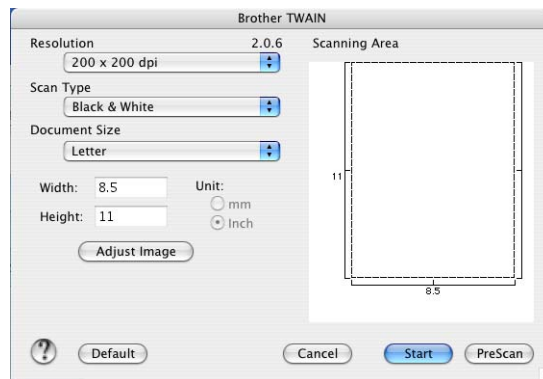 Brother TWAIN
Resolution 2.0.6
200 x 200 dpi
Scan Type
Black & White
Document Size
Letter
Width: 8.5
Height: 11
Unit:
mm
Inch
Adjust Image
Scanning Area
11
8.5
?
Default
Cancel
Start
PreScan